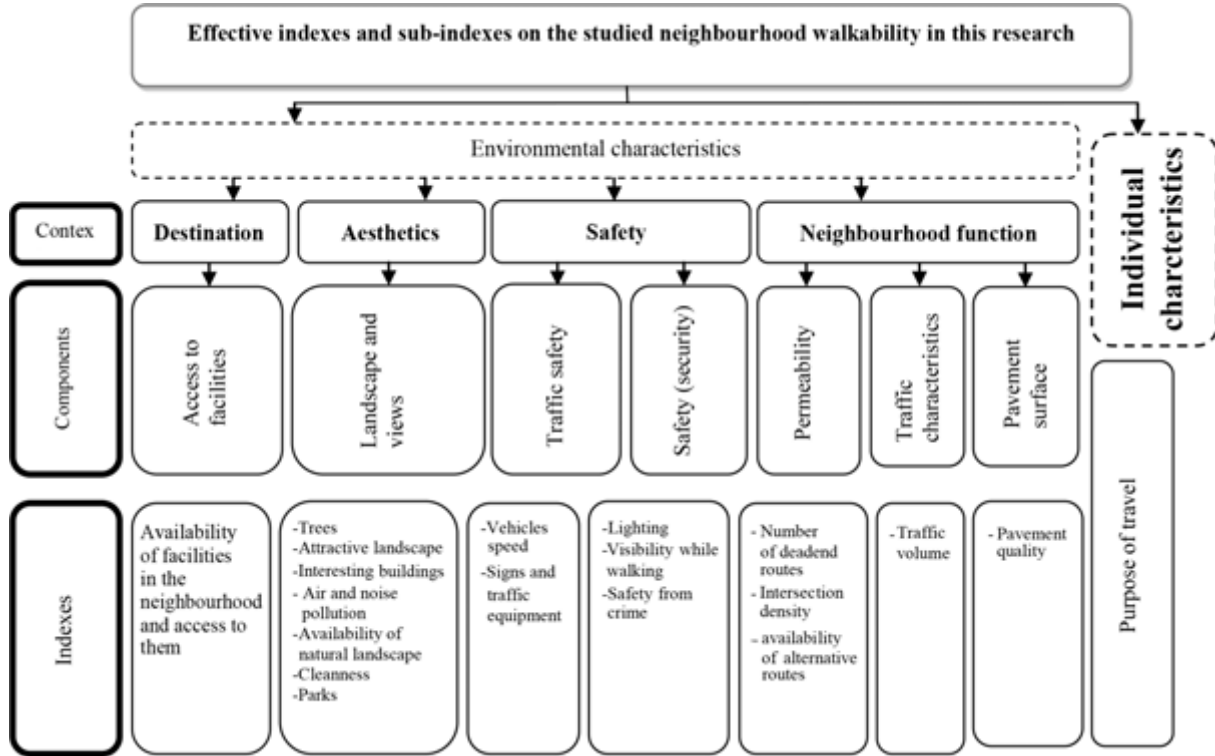 Effective indexes and sub-indexes on the studied neighbourhood walkability in this research
Environmental characteristics
Individual
charcteristics
Contex
Destination
Aesthetics
Safety
Neighbourhood function
Components
Access to
facilities
Landscape and
views
Traffic safety
Safety (security)
Permeability
Traffic
characteristics
Pavement
surface
Purpose of travel
Indexes
Availability
of facilities
in the
neighbourhood
and access to
them
-Trees
-Attractive landscape
-Interesting buildings
- Air and noise
pollution
-Availability of
natural landscape
-Cleanness
-Parks
-Vehicles
speed
-Signs and
traffic
equipment
-Lighting
-Visibility while
walking
-Safety from
crime
- Number
of deadend
routes
-Intersection
density
- availability
of alternative
routes
-Traffic
volume
-Pavement
quality